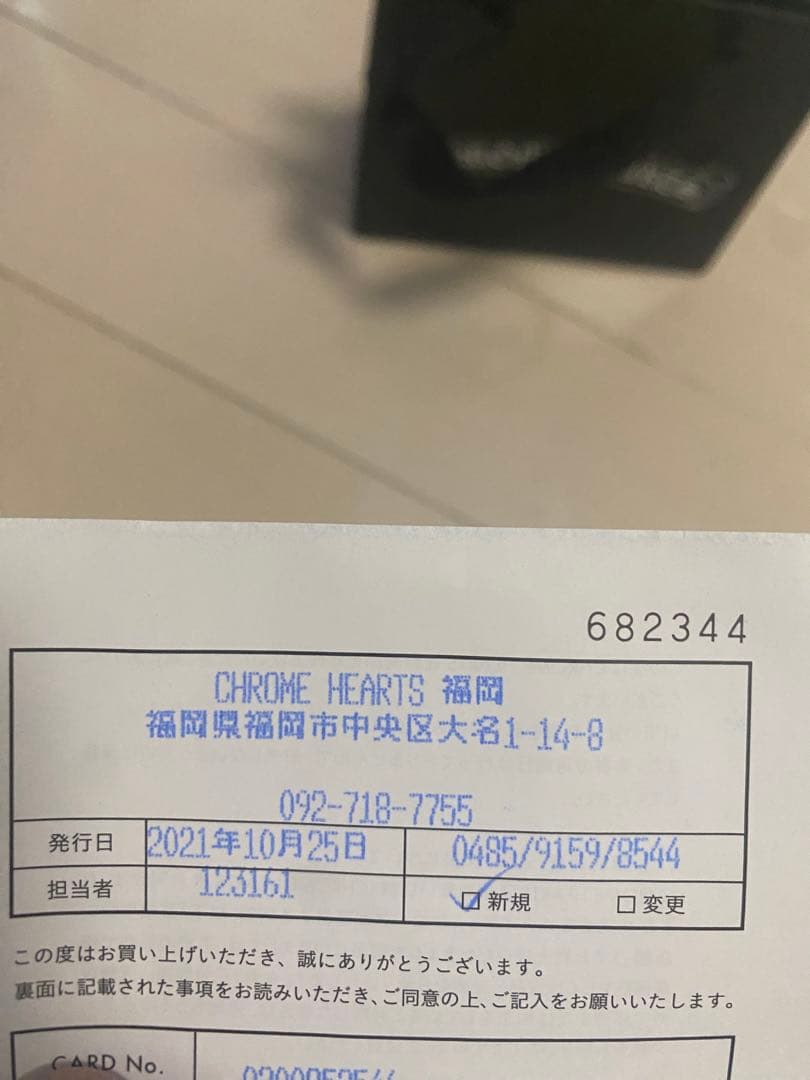 682344
CHROME HEARTS 福岡
福岡県福岡市中央区大名1-14-8
092-718-7755
発行日 2021年10月25日 0485/9159/8544
担当者 123161 ☑新規 □変更
この度はお買い上げいただき、誠にありがとうございます。
裏面に記載された事項をお読みいただき、ご同意の上、ご記入をお願いいたします。
CARD No.